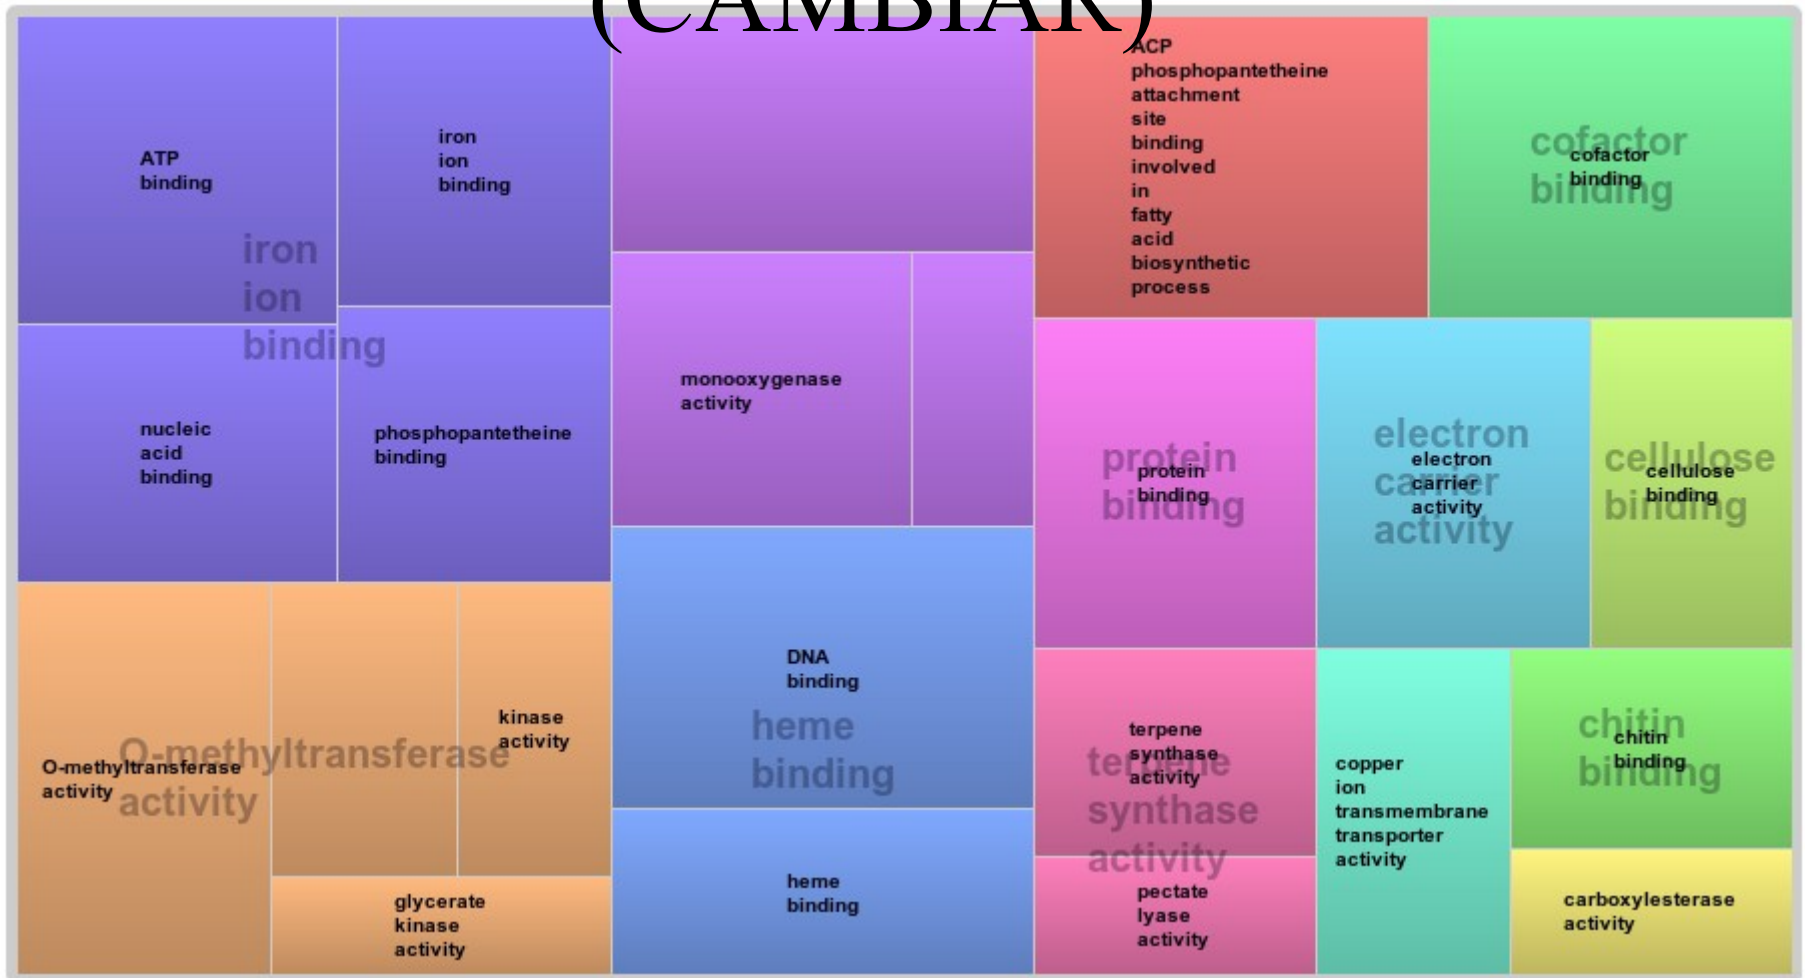 (CAMBIAR)
ATP
binding
iron
ion
binding
iron
ion
binding
nucleic
acid
binding
phosphopantetheine
binding
O-methyltransferase
activity
O-methyltransferase
activity
kinase
activity
glycerate
kinase
activity
monooxygenase
activity
DNA
binding
heme
binding
heme
binding
ACP
phosphopantetheine
attachment
site
binding
involved
in
fatty
acid
biosynthetic
process
cofactor
binding
cofactor
binding
protein
binding
protein
binding
electron
carrier
activity
electron
carrier
activity
cellulose
binding
cellulose
binding
terpene
synthase
activity
terpene
synthase
activity
pectate
lyase
activity
copper
ion
transmembrane
transporter
activity
chitin
binding
chitin
binding
carboxylesterase
activity